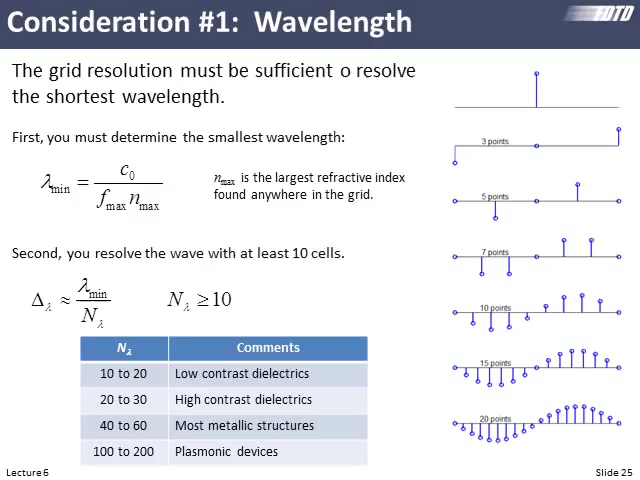 Consideration #1: Wavelength
FDTD
The grid resolution must be sufficient o resolve
the shortest wavelength.
First, you must determine the smallest wavelength:
λmin = c0 / fmax nmax
nmax is the largest refractive index
found anywhere in the grid.
Second, you resolve the wave with at least 10 cells.
Δλ ≈ λmin / Nλ
Nλ ≥ 10
Nλ Comments
10 to 20 Low contrast dielectrics
20 to 30 High contrast dielectrics
40 to 60 Most metallic structures
100 to 200 Plasmonic devices
3 points
5 points
7 points
10 points
15 points
20 points
Lecture 6
Slide 25